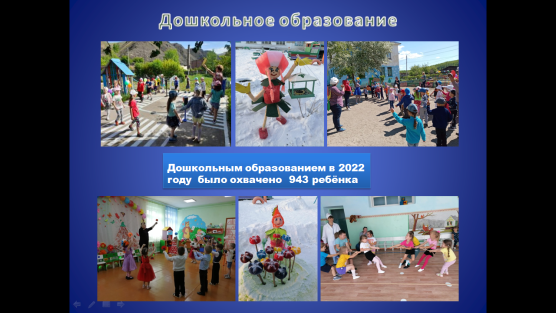 Дошкольное образование
Дошкольным образованием в 2022
году было охвачено 943 ребёнка